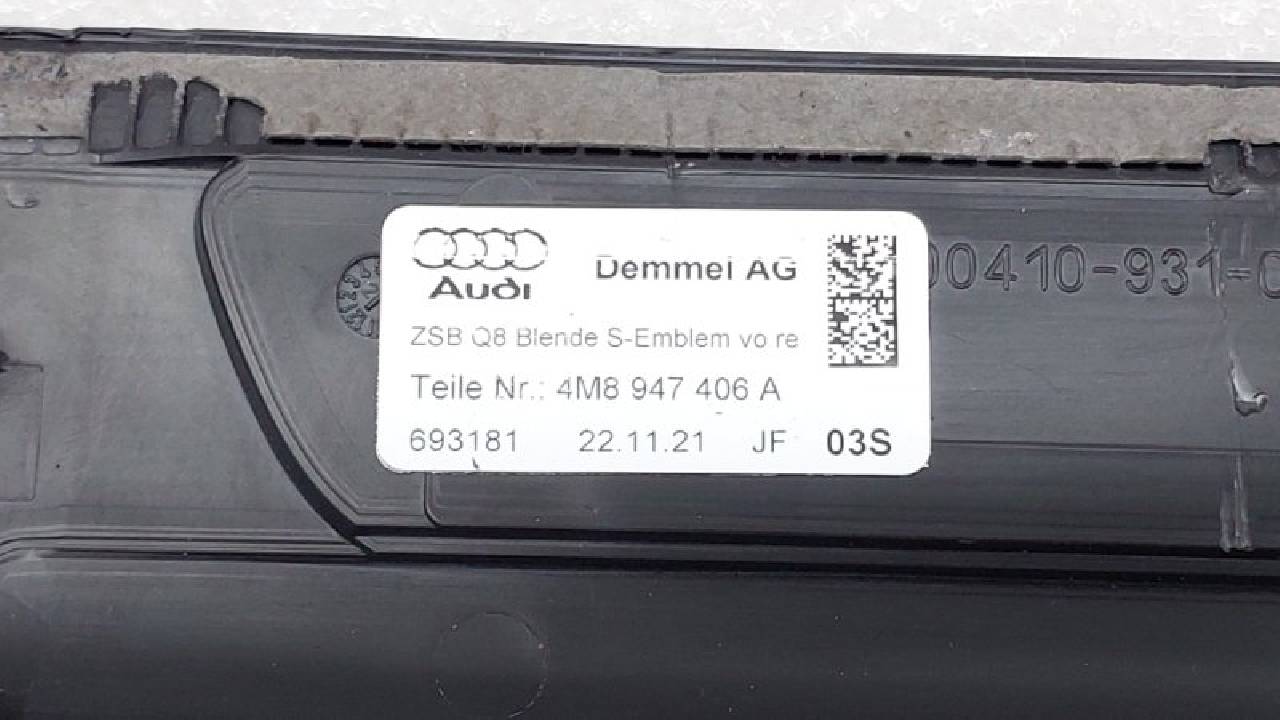 Audi
Demmel AG
ZSB Q8 Blende S-Emblem vo re
Teile Nr.: 4M8 947 406 A
693181 22.11.21 JF 03S
00410-931-0